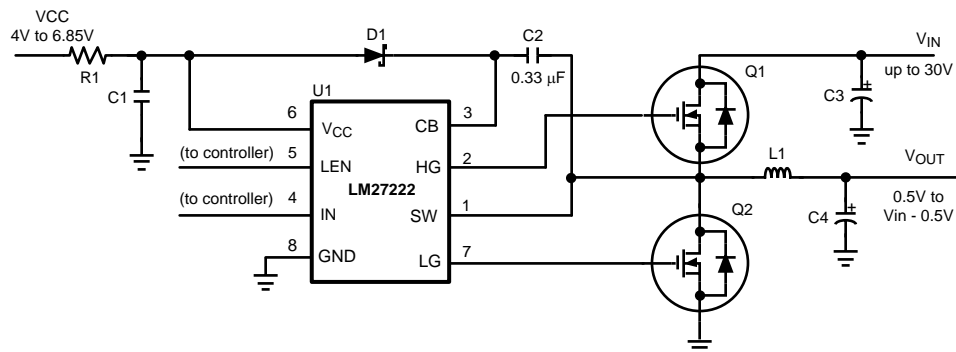 VCC
4V to 6.85V
R1
C1
D1
C2
0.33 μF
U1
6
VCC
5
LEN
(to controller)
4
IN
(to controller)
8
GND
LM27222
CB
3
HG
2
SW
1
LG
7
Q1
Q2
VIN
up to 30V
C3
L1
VOUT
0.5V to
Vin - 0.5V
C4
+
+